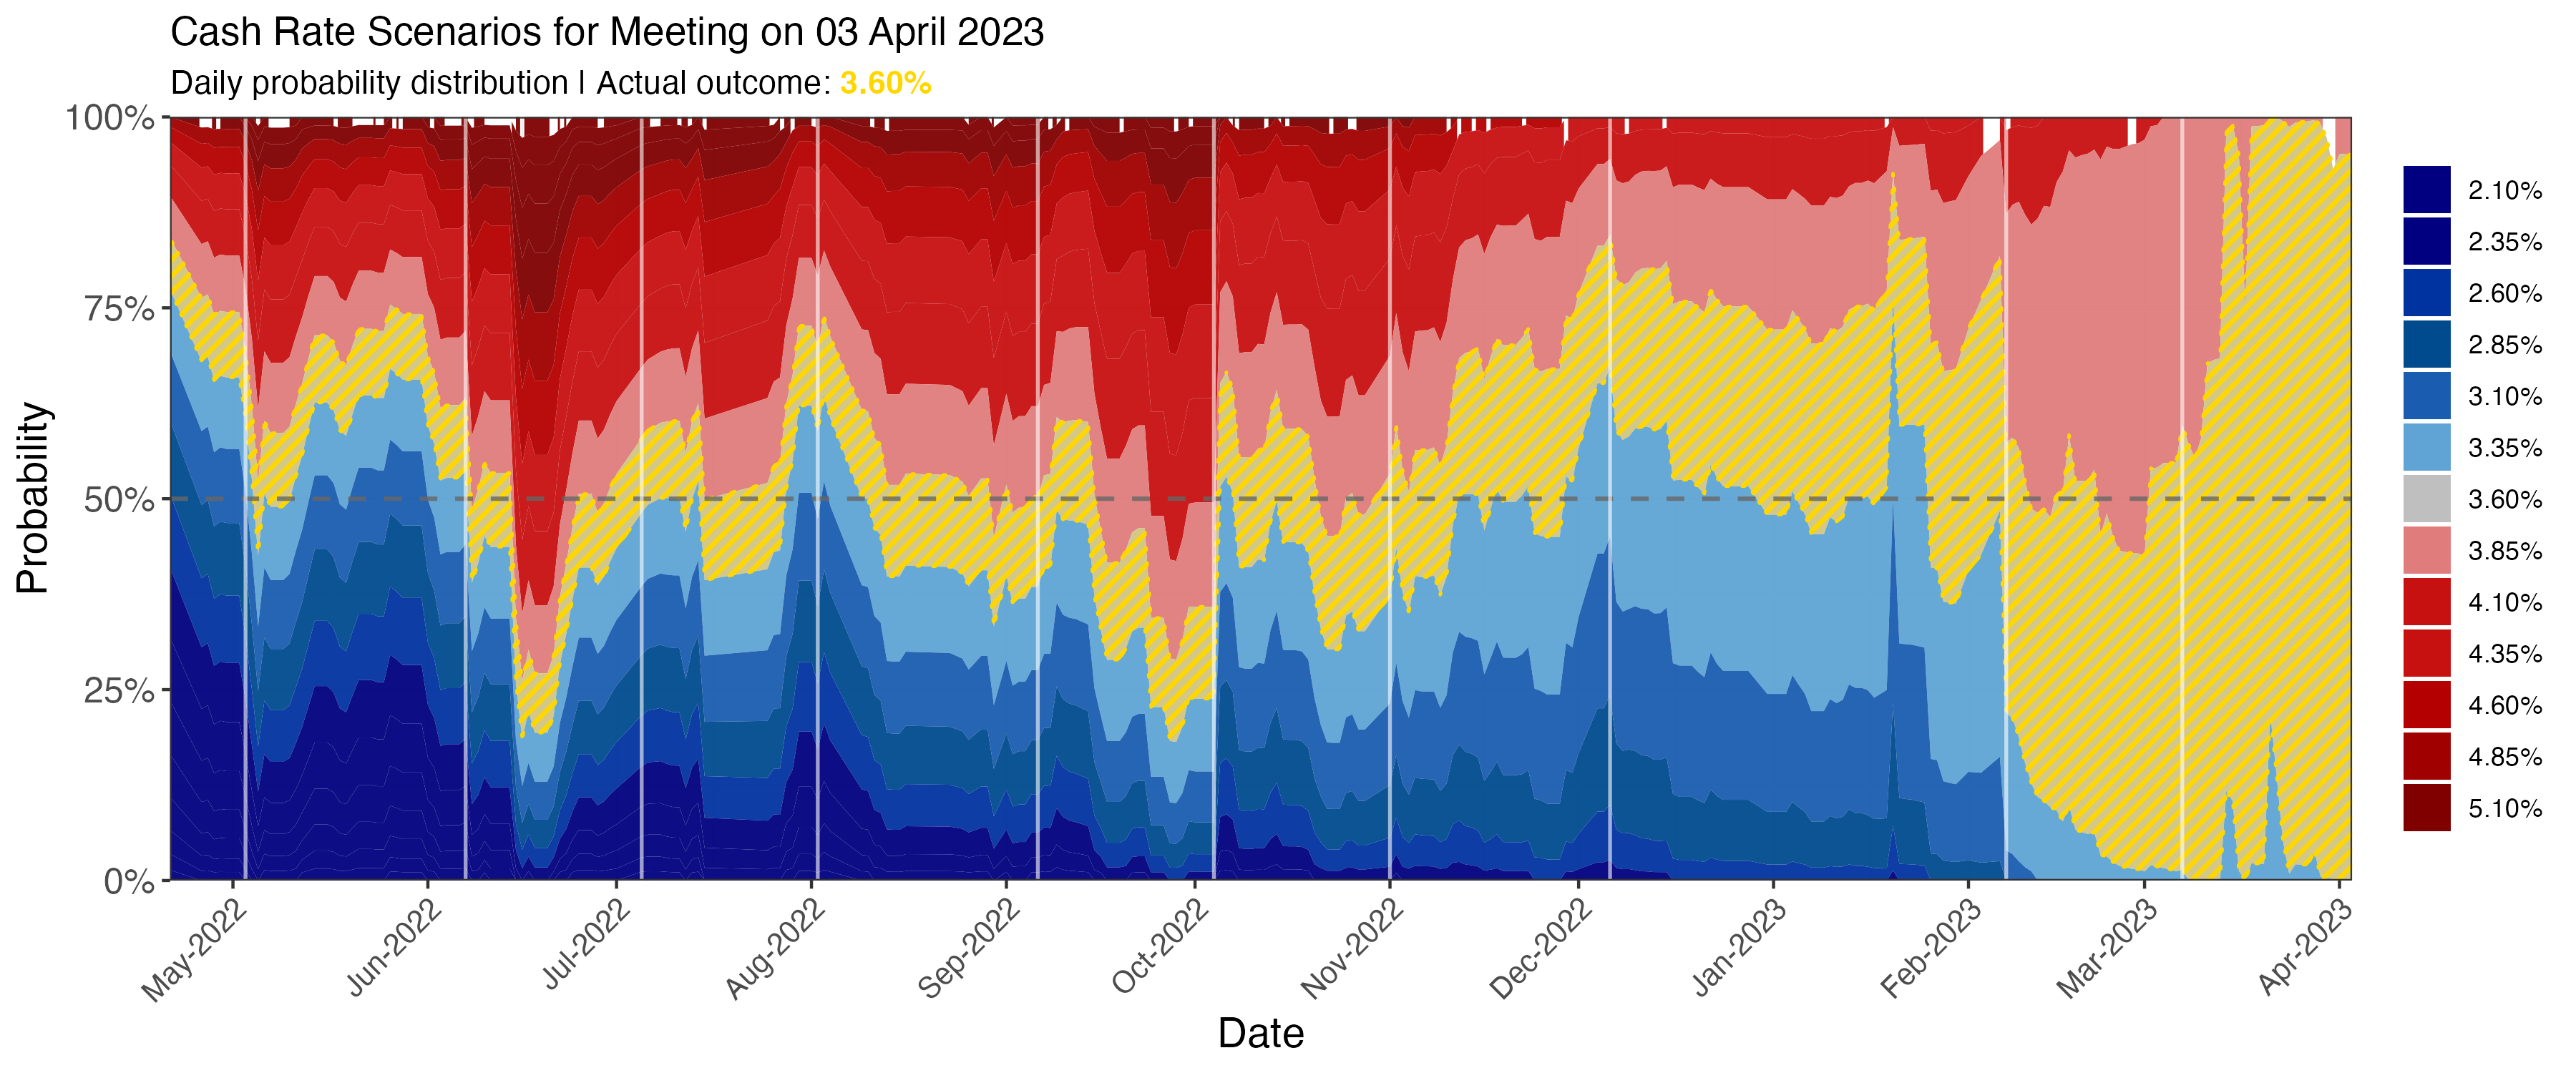 Cash Rate Scenarios for Meeting on 03 April 2023
Daily probability distribution | Actual outcome: 3.60%
Probability
100%
75%
50%
25%
0%
May-2022
Jun-2022
Jul-2022
Aug-2022
Sep-2022
Oct-2022
Nov-2022
Dec-2022
Jan-2023
Feb-2023
Mar-2023
Apr-2023
Date
2.10%
2.35%
2.60%
2.85%
3.10%
3.35%
3.60%
3.85%
4.10%
4.35%
4.60%
4.85%
5.10%